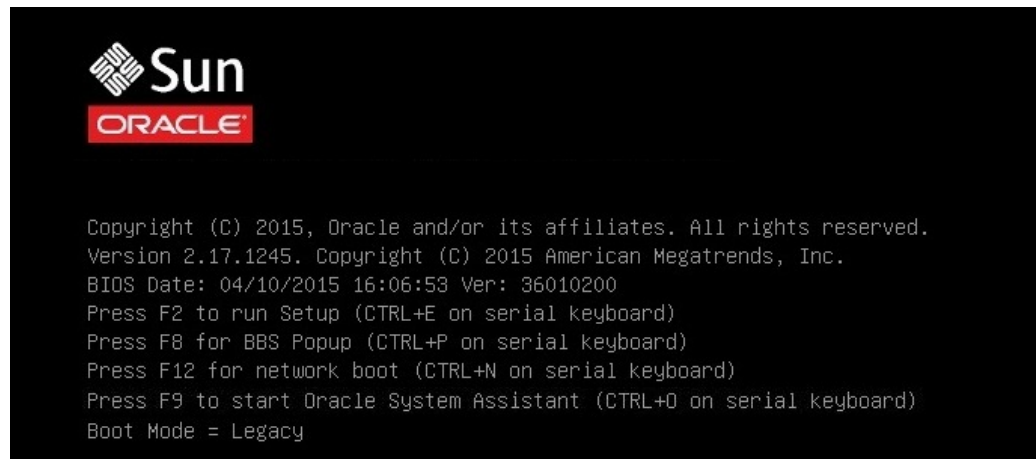 Sun
ORACLE
Copyright (C) 2015, Oracle and/or its affiliates. All rights reserved.
Version 2.17.1245. Copyright (C) 2015 American Megatrends, Inc.
BIOS Date: 04/10/2015 16:06:53 Ver: 36010200
Press F2 to run Setup (CTRL+E on serial keyboard)
Press F8 for BBS Popup (CTRL+P on serial keyboard)
Press F12 for network boot (CTRL+N on serial keyboard)
Press F9 to start Oracle System Assistant (CTRL+O on serial keyboard)
Boot Mode = Legacy